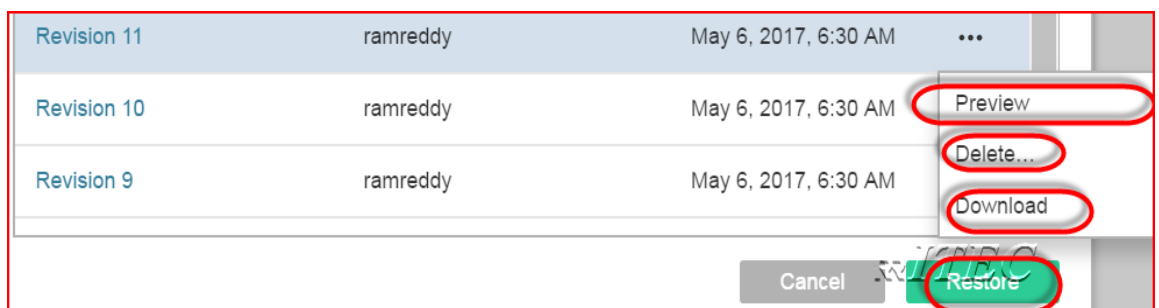 Revision 11 ramreddy May 6, 2017, 6:30 AM •••
Revision 10 ramreddy May 6, 2017, 6:30 AM
Preview
Delete...
Revision 9 ramreddy May 6, 2017, 6:30 AM
Download
Cancel Restore